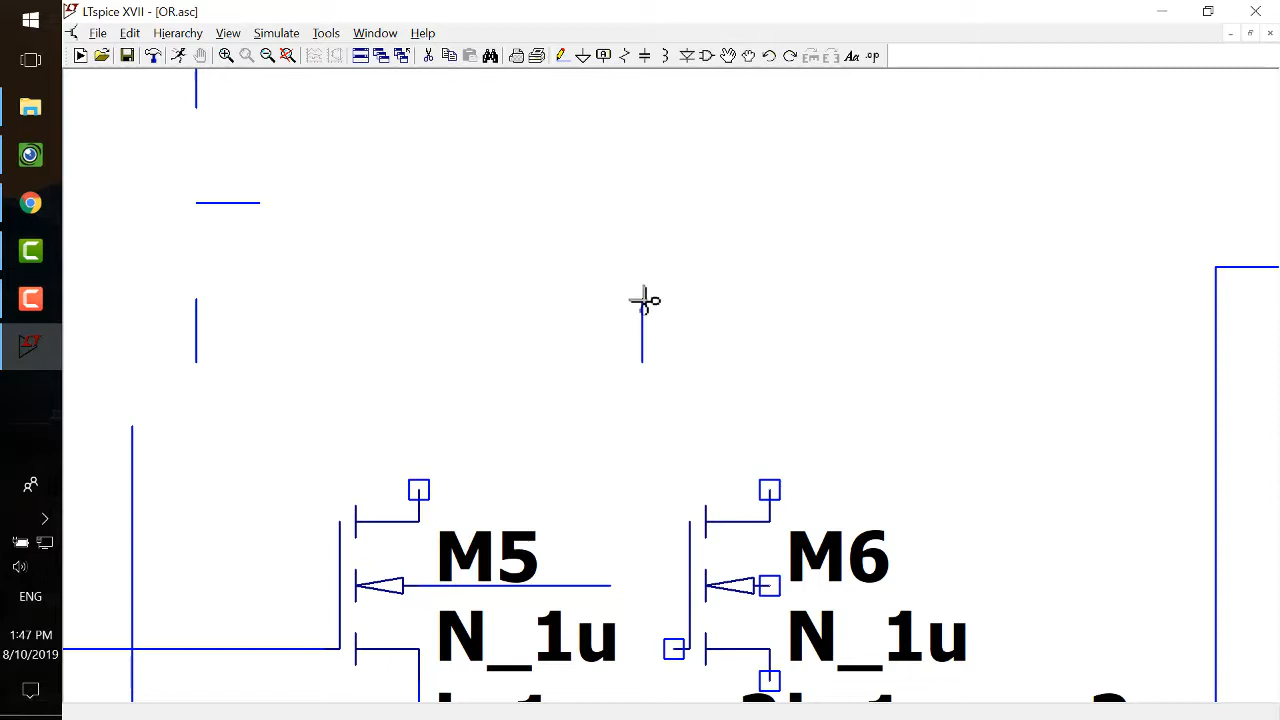 LTspice XVII - [OR.asc]
File Edit Hierarchy View Simulate Tools Window Help
M5
N_1u
M6
N_1u
ENG
1:47 PM
8/10/2019